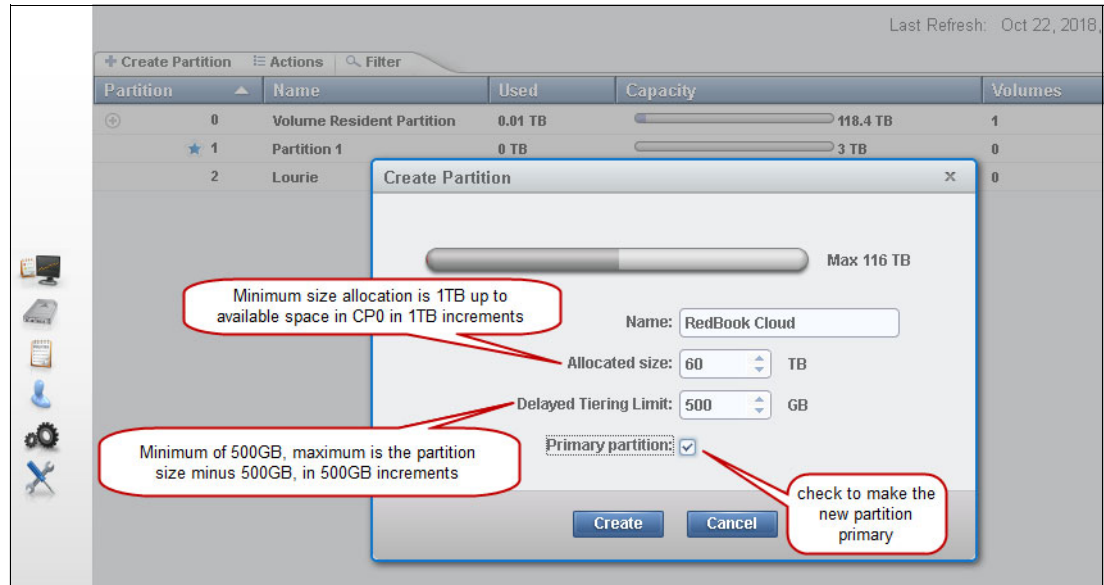 Last Refresh: Oct 22, 2018,
Create Partition Actions Filter
Partition Name Used Capacity Volumes
0 Volume Resident Partition 0.01 TB 118.4 TB 1
1 Partition 1 0 TB 3 TB 0
2 Lourie 0
Create Partition x
Max 116 TB
Minimum size allocation is 1TB up to
available space in CP0 in 1TB increments
Name: RedBook Cloud
Allocated size: 60 TB
Delayed Tiering Limit: 500 GB
Minimum of 500GB, maximum is the partition
size minus 500GB, in 500GB increments
Primary partition:
check to make the
new partition
primary
Create Cancel